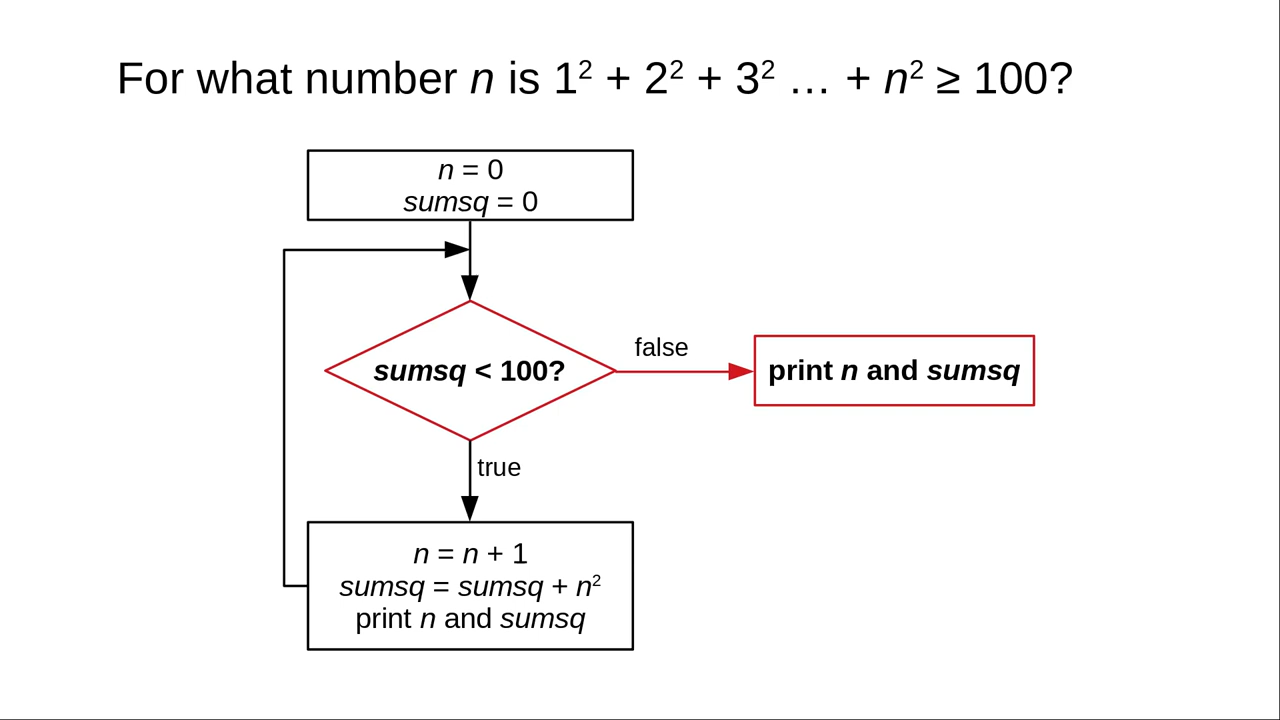 For what number n is 1² + 2² + 3² ... + n² ≥ 100?
n = 0
sumsq = 0
sumsq < 100?
false
print n and sumsq
true
n = n + 1
sumsq = sumsq + n²
print n and sumsq